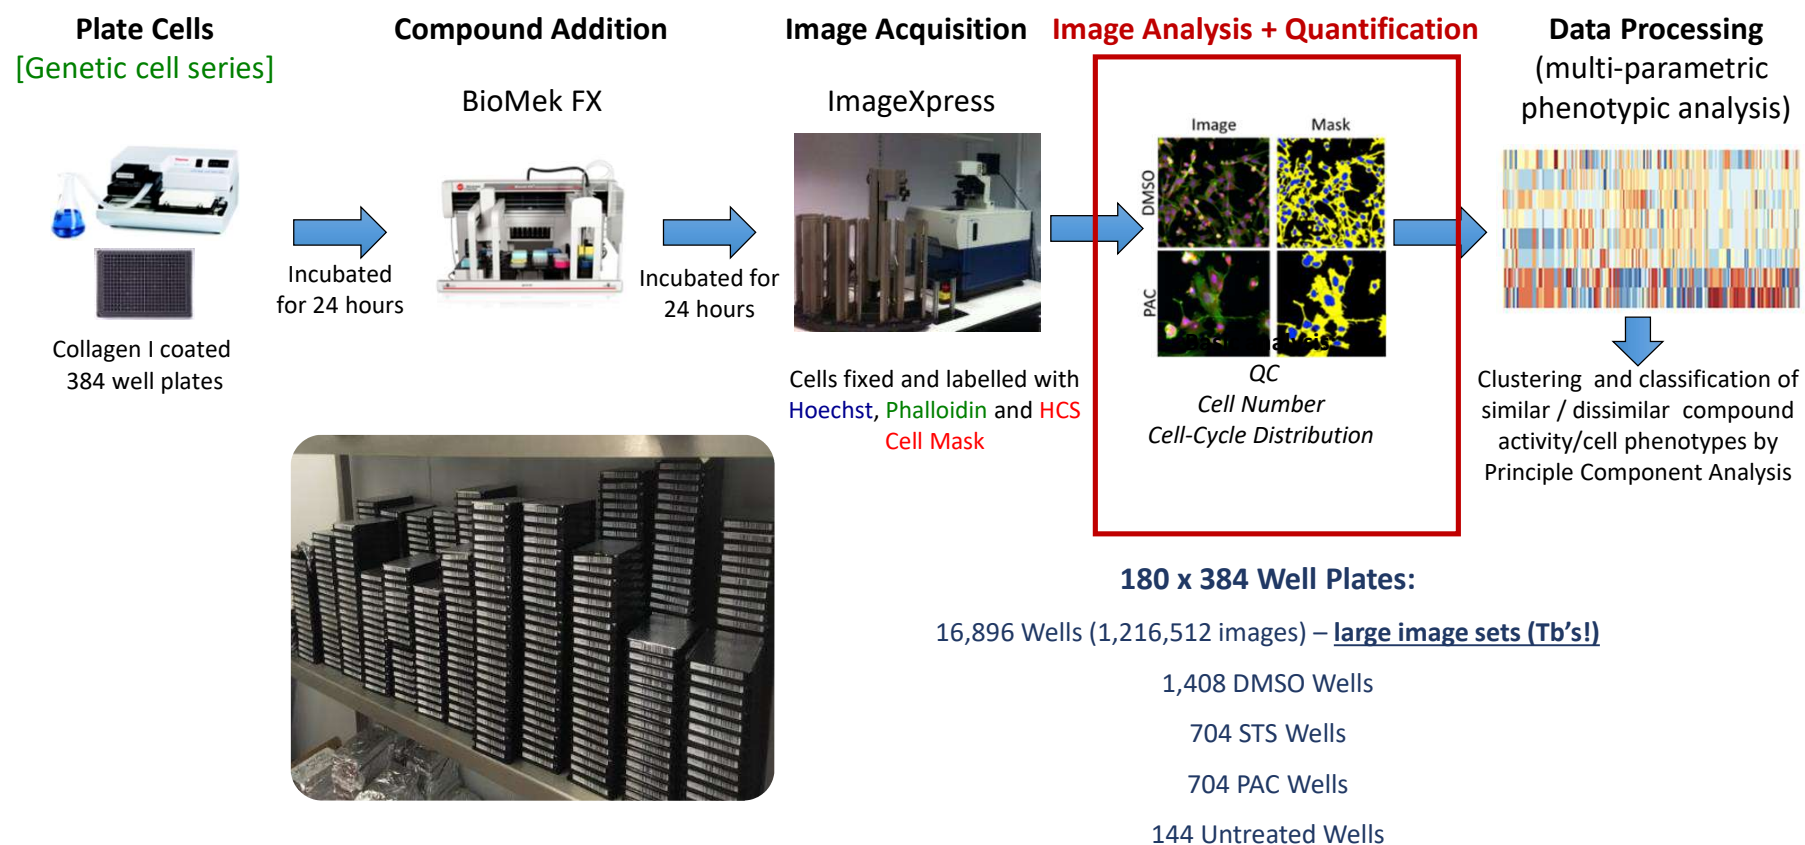 Plate Cells
[Genetic cell series]
Collagen I coated
384 well plates
Incubated
for 24 hours
Compound Addition
BioMek FX
Incubated for
24 hours
Image Acquisition
ImageXpress
Cells fixed and labelled with
Hoechst, Phalloidin and HCS
Cell Mask
Image Analysis + Quantification
Image Mask
DMSO
PAC
QC
Cell Number
Cell-Cycle Distribution
Data Processing
(multi-parametric
phenotypic analysis)
Clustering and classification of
similar / dissimilar compound
activity/cell phenotypes by
Principle Component Analysis
180 x 384 Well Plates:
16,896 Wells (1,216,512 images) – large image sets (Tb's!)
1,408 DMSO Wells
704 STS Wells
704 PAC Wells
144 Untreated Wells